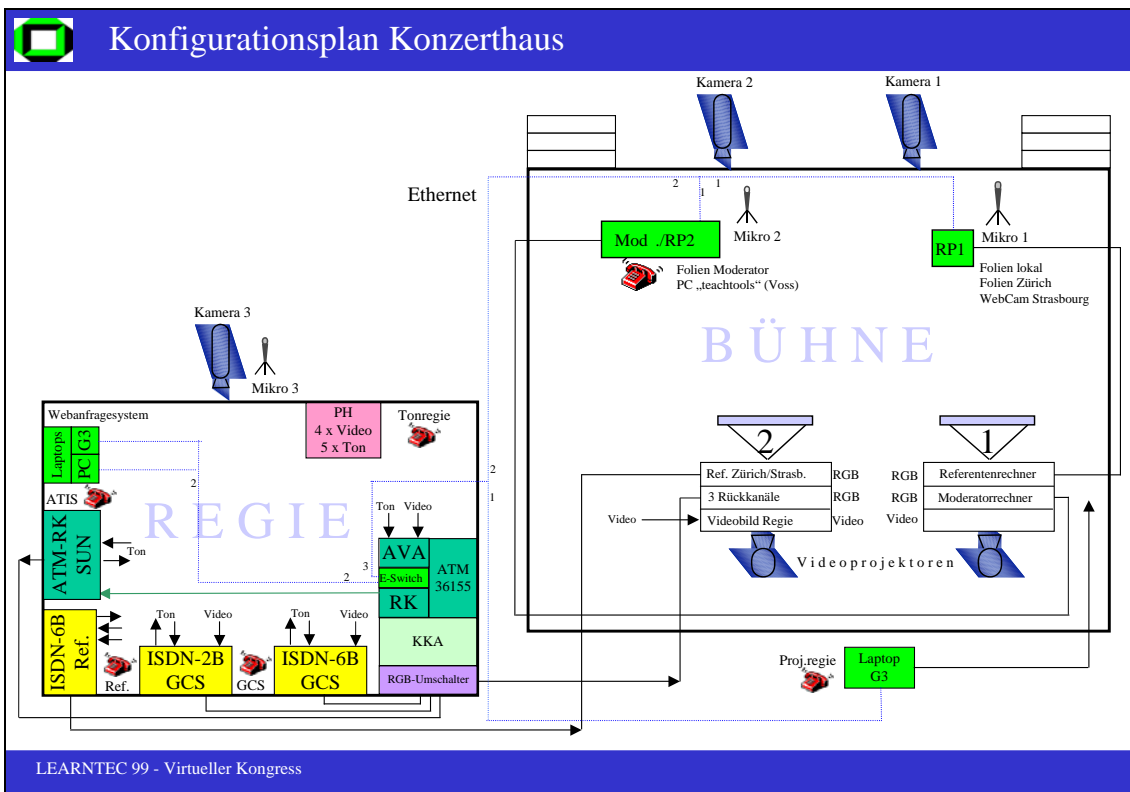 Konfigurationsplan Konzerthaus
Kamera 2
Kamera 1
Ethernet
2
1
1
Mod ./RP2
Mikro 2
RP1
Mikro 1
Folien Moderator
PC „teachtools“ (Voss)
Folien lokal
Folien Zürich
WebCam Strasbourg
BÜHNE
Kamera 3
Mikro 3
Webanfragesystem
Laptops
G3
PC
2
PH
4 x Video
5 x Ton
Tonregie
2
1
ATIS
REGIE
ATM-RK
SUN
Ton
Ton
Video
AVA
3
E-Switch
2
RK
ATM
36155
KKA
RGB-Umschalter
ISDN-6B
Ref.
Ref.
Ton
Video
ISDN-2B
GCS
GCS
Ton
Video
ISDN-6B
GCS
2
Ref. Zürich/Strasb.
RGB
3 Rückkanäle
RGB
Video
Videobild Regie
Video
1
RGB
Referentenrechner
RGB
Moderatorrechner
Video
Videoprojektoren
Proj.regie
Laptop
G3
LEARNTEC 99 - Virtueller Kongress